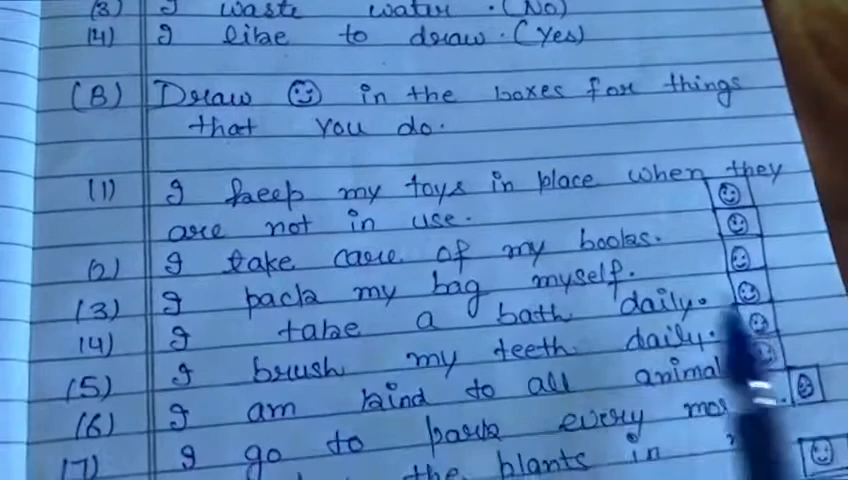 (3) I waste water. (No)
(4) I like to draw. (Yes)
(B) Draw ☺ in the boxes for things
that you do.
(1) I keep my toys in place when they
are not in use.
(2) I take care of my books.
(3) I pack my bag myself.
(4) I take a bath daily.
(5) I brush my teeth daily.
(6) I am kind to all animal
(7) I go to park every
the plants in